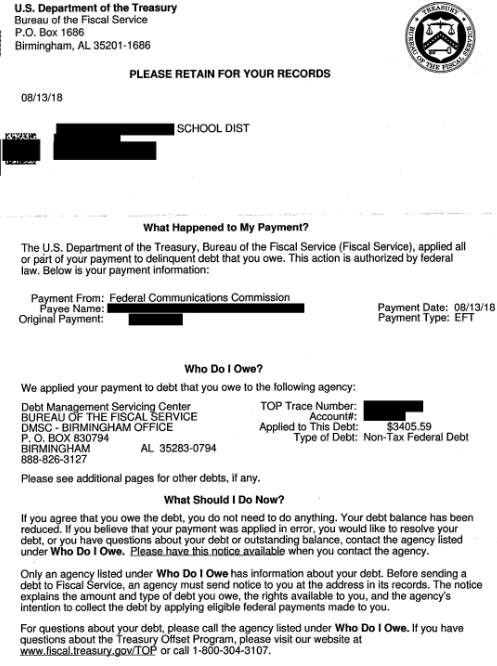 U.S. Department of the Treasury
Bureau of the Fiscal Service
P.O. Box 1686
Birmingham, AL 35201-1686
PLEASE RETAIN FOR YOUR RECORDS
08/13/18
SCHOOL DIST
What Happened to My Payment?
The U.S. Department of the Treasury, Bureau of the Fiscal Service (Fiscal Service), applied all
or part of your payment to delinquent debt that you owe. This action is authorized by federal
law. Below is your payment information:
Payment From: Federal Communications Commission
Payee Name:
Original Payment:
Payment Date: 08/13/18
Payment Type: EFT
Who Do I Owe?
We applied your payment to debt that you owe to the following agency:
Debt Management Servicing Center
BUREAU OF THE FISCAL SERVICE
DMSC - BIRMINGHAM OFFICE
P. O. BOX 830794
BIRMINGHAM AL 35283-0794
888-826-3127
TOP Trace Number:
Account#:
Applied to This Debt: $3405.59
Type of Debt: Non-Tax Federal Debt
Please see additional pages for other debts, if any.
What Should I Do Now?
If you agree that you owe the debt, you do not need to do anything. Your debt balance has been
reduced. If you believe that your payment was applied in error, you would like to resolve your
debt, or you have questions about your debt or outstanding balance, contact the agency listed
under Who Do I Owe. Please have this notice available when you contact the agency.
Only an agency listed under Who Do I Owe has information about your debt. Before sending a
debt to Fiscal Service, an agency must send notice to you at the address in its records. The notice
explains the amount and type of debt you owe, the rights available to you, and the agency's
intention to collect the debt by applying eligible federal payments made to you.
For questions about your debt, please call the agency listed under Who Do I Owe. If you have
questions about the Treasury Offset Program, please visit our website at
www.fiscal.treasury.gov/TOP or call 1-800-304-3107.